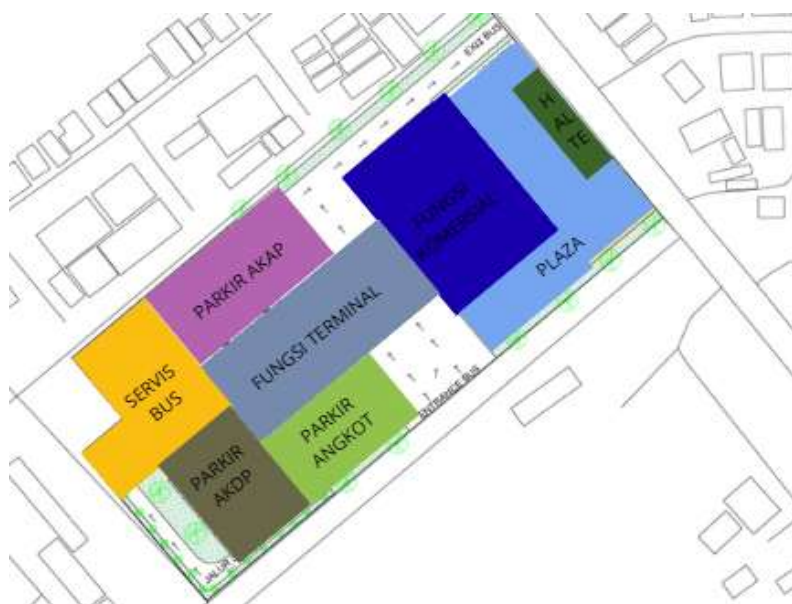 EXIT BUS
H
AL
TE
FUNGSI
KOMERSIAL
PLAZA
PARKIR AKAP
FUNGSI TERMINAL
SERVIS
BUS
PARKIR
ANGKOT
ENTRANCE BUS
PARKIR
AKDP
JALUR